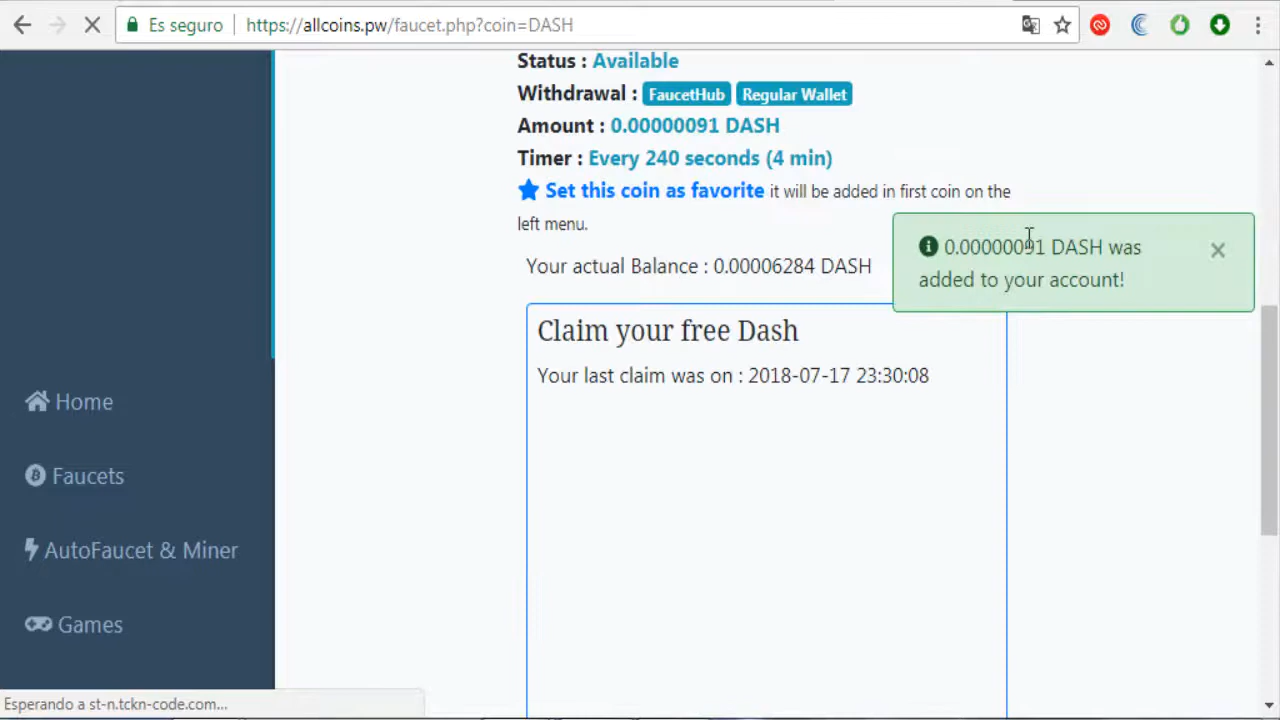 Es seguro https://allcoins.pw/faucet.php?coin=DASH
Status : Available
Withdrawal : FaucetHub Regular Wallet
Amount : 0.00000091 DASH
Timer : Every 240 seconds (4 min)
Set this coin as favorite it will be added in first coin on the
left menu.
0.00000091 DASH was
added to your account!
Your actual Balance : 0.00006284 DASH
Claim your free Dash
Your last claim was on : 2018-07-17 23:30:08
Home
Faucets
AutoFaucet & Miner
Games
Esperando a st-n.tckn-code.com...